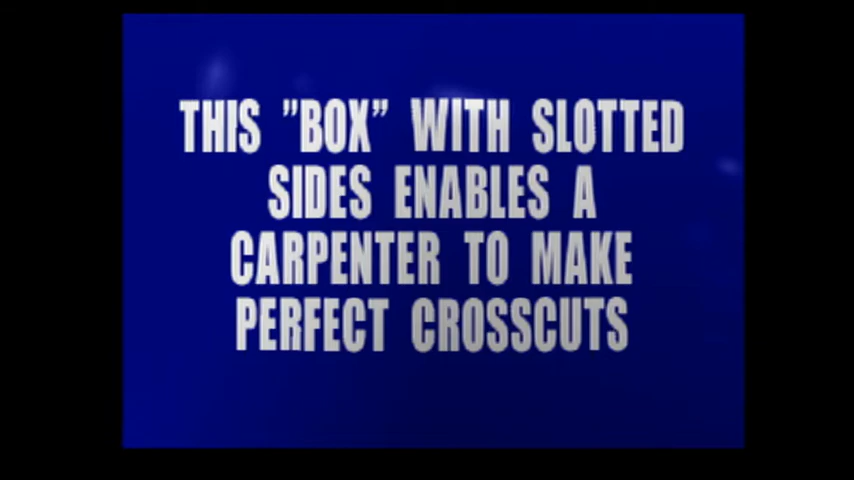 THIS "BOX" WITH SLOTTED
SIDES ENABLES A
CARPENTER TO MAKE
PERFECT CROSSCUTS